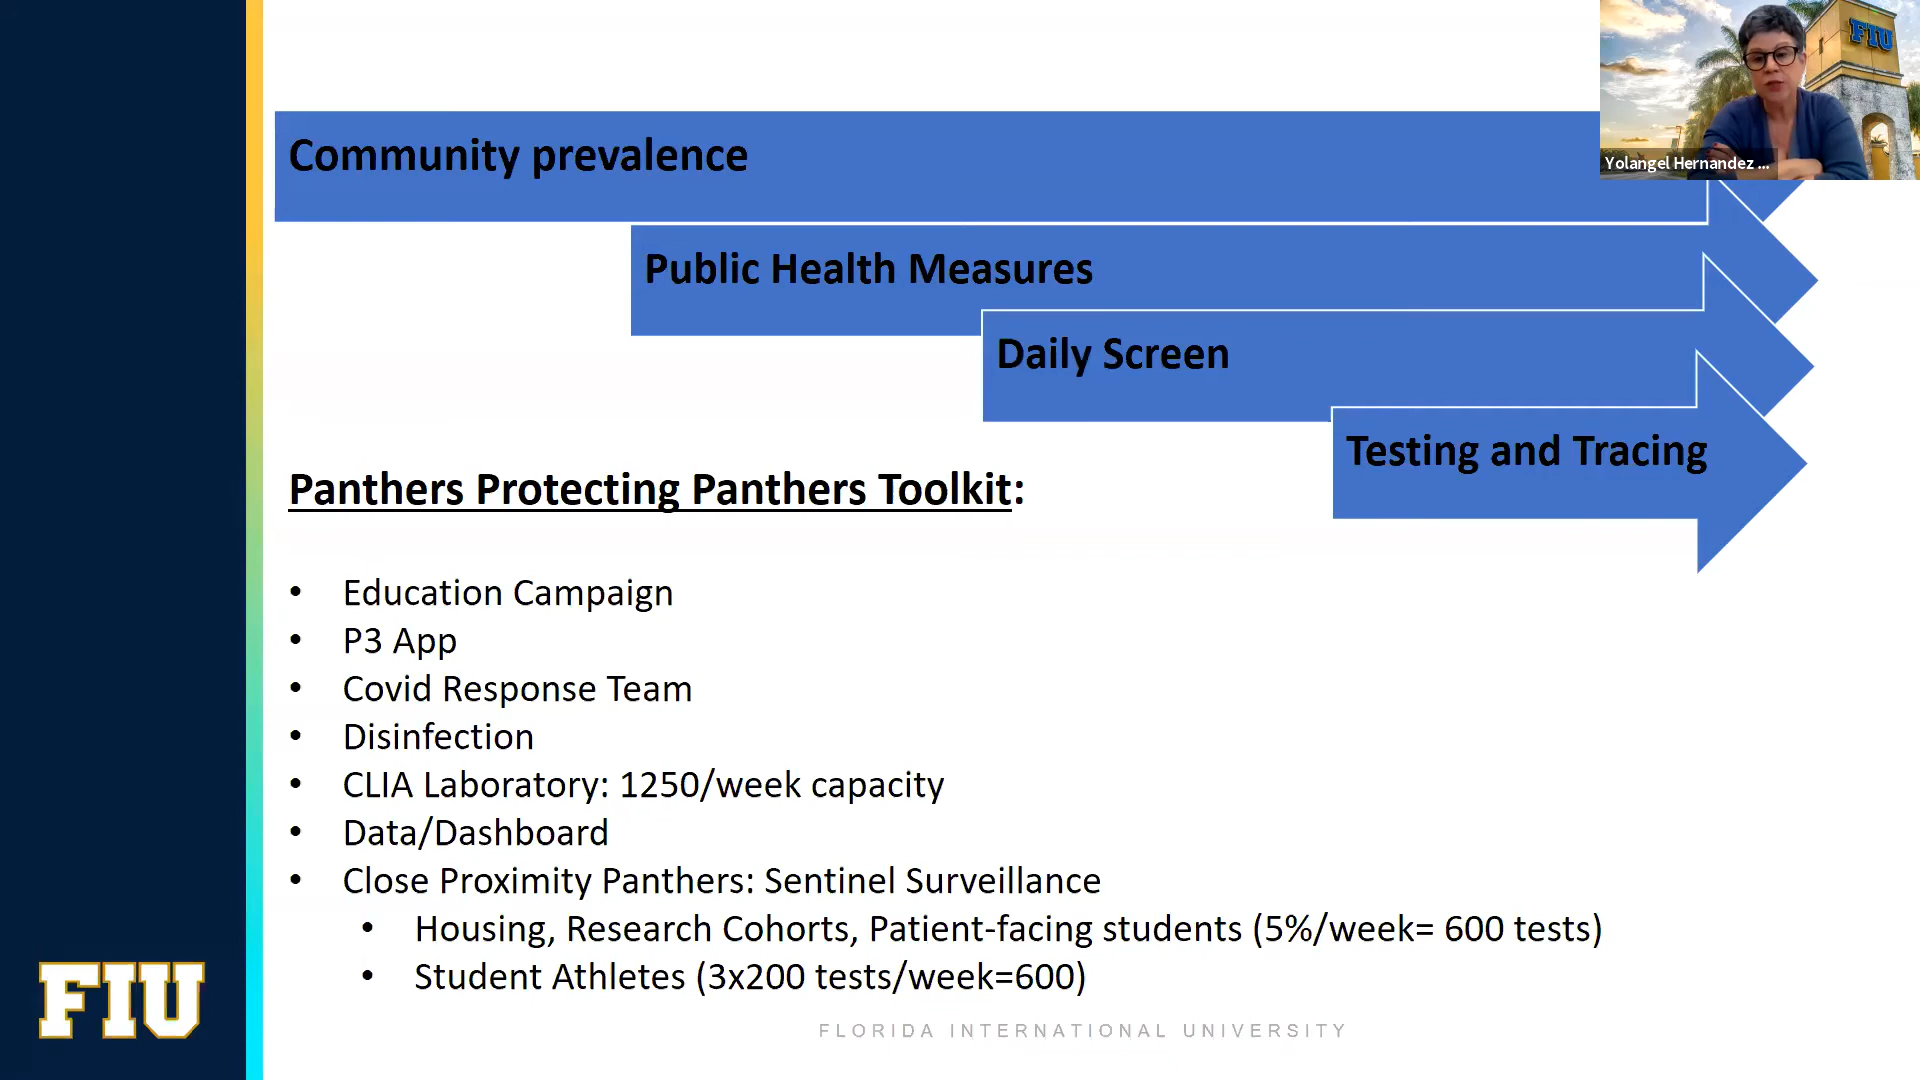 FIU
Yolangel Hernandez ...
Community prevalence
Public Health Measures
Daily Screen
Testing and Tracing
Panthers Protecting Panthers Toolkit:
• Education Campaign
• P3 App
• Covid Response Team
• Disinfection
• CLIA Laboratory: 1250/week capacity
• Data/Dashboard
• Close Proximity Panthers: Sentinel Surveillance
• Housing, Research Cohorts, Patient-facing students (5%/week= 600 tests)
• Student Athletes (3x200 tests/week=600)
FIU
FLORIDA INTERNATIONAL UNIVERSITY